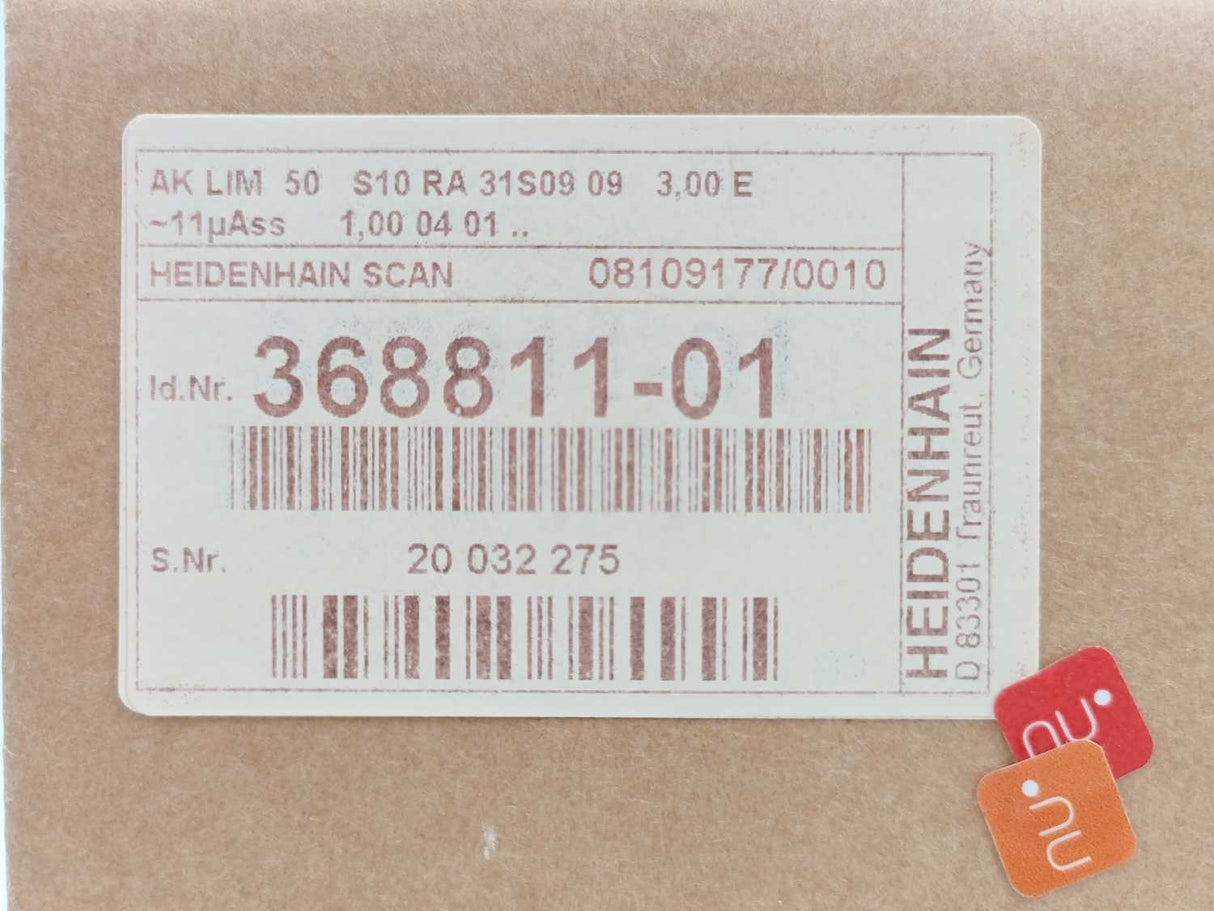 AK LIM 50 S10 RA 31S09 09 3,00 E
~11µAss 1,00 04 01 ..
HEIDENHAIN SCAN 08109177/0010
Id.Nr. 368811-01
S.Nr. 20 032 275
HEIDENHAIN
D 83301 Traunreut, Germany
nu
nu